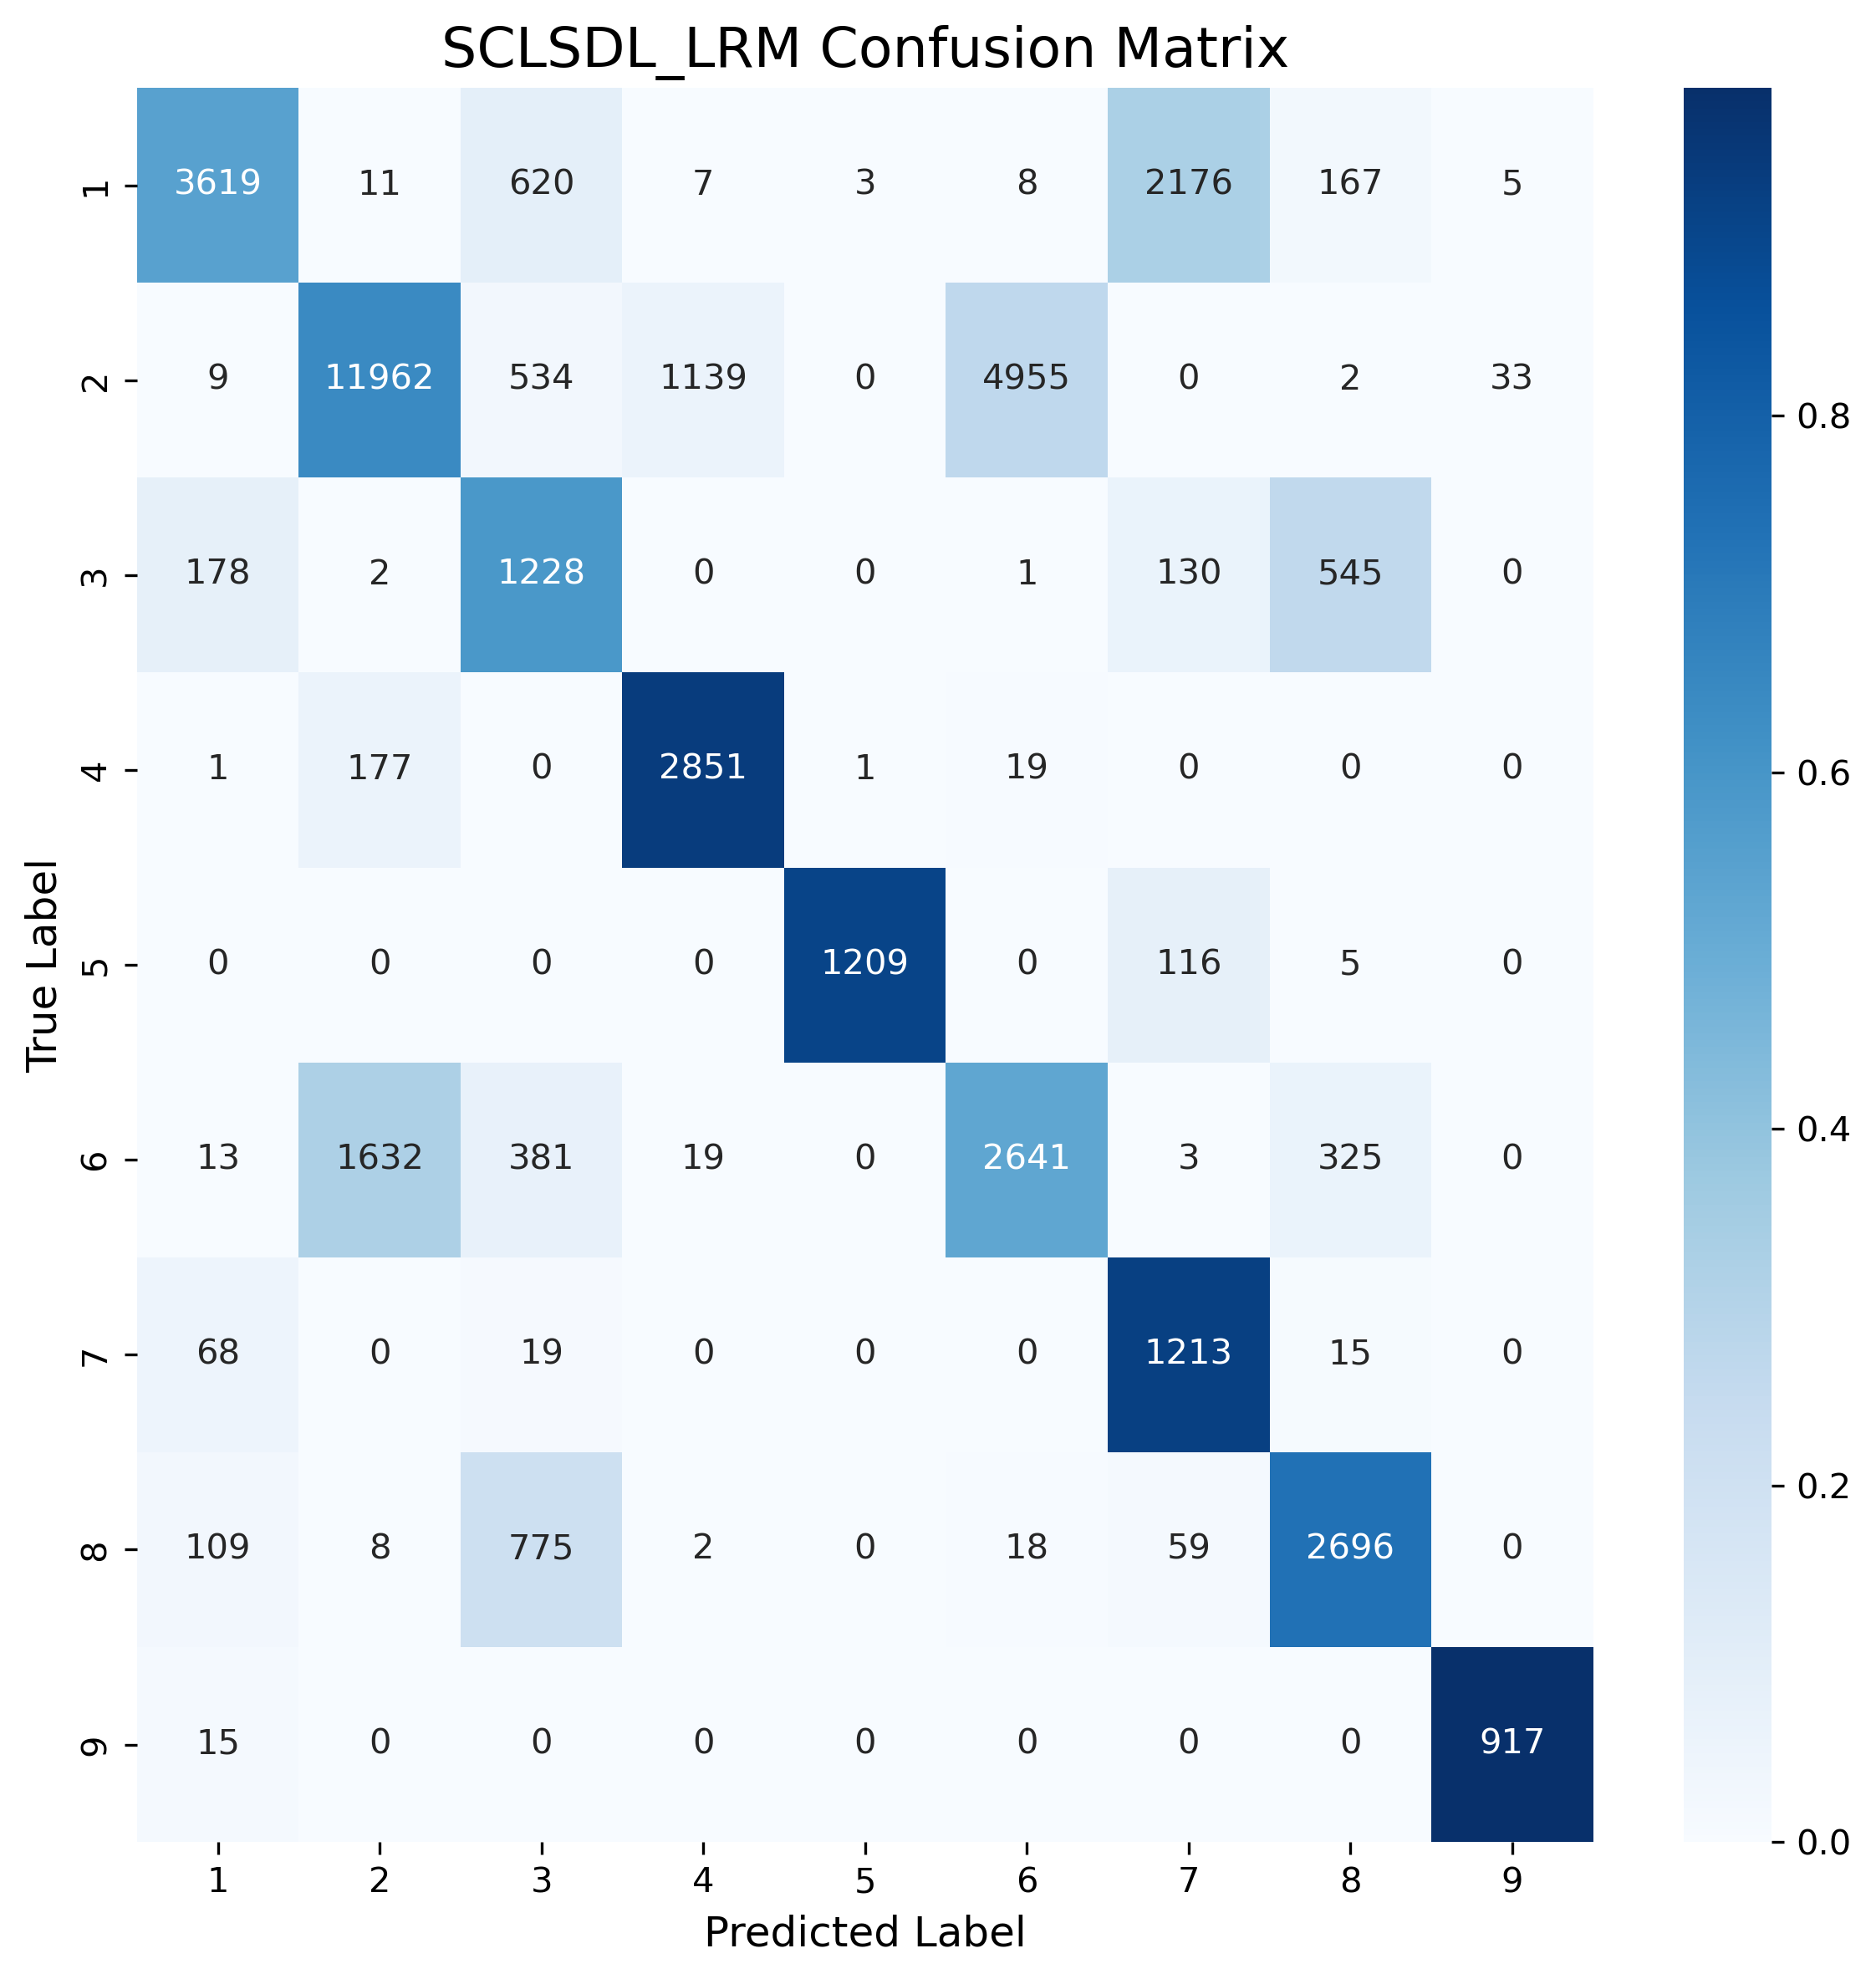 SCLSDL_LRM Confusion Matrix
1 3619 11 620 7 3 8 2176 167 5
2 9 11962 534 1139 0 4955 0 2 33
3 178 2 1228 0 0 1 130 545 0
4 1 177 0 2851 1 19 0 0 0
5 0 0 0 0 1209 0 116 5 0
6 13 1632 381 19 0 2641 3 325 0
7 68 0 19 0 0 0 1213 15 0
8 109 8 775 2 0 18 59 2696 0
9 15 0 0 0 0 0 0 0 917
1 2 3 4 5 6 7 8 9
Predicted Label
True Label
0.8
0.6
0.4
0.2
0.0